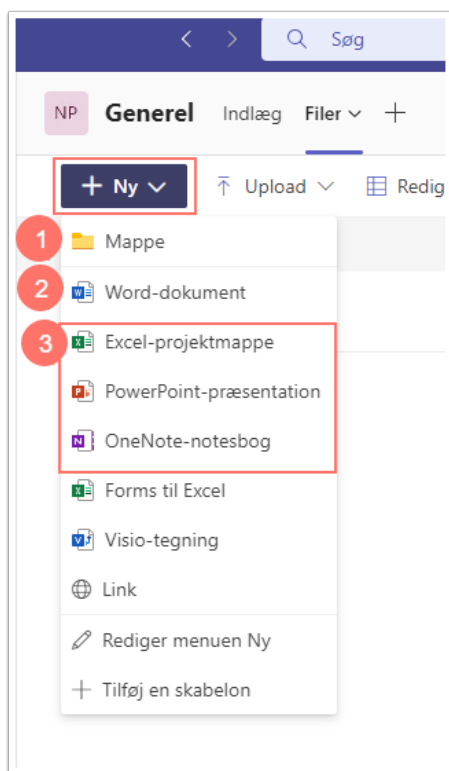 Søg
NP Generel Indlæg Filer
Ny Upload Redig
1 Mappe
2 Word-dokument
3 Excel-projektmappe
PowerPoint-præsentation
OneNote-notesbog
Forms til Excel
Visio-tegning
Link
Rediger menuen Ny
Tilføj en skabelon